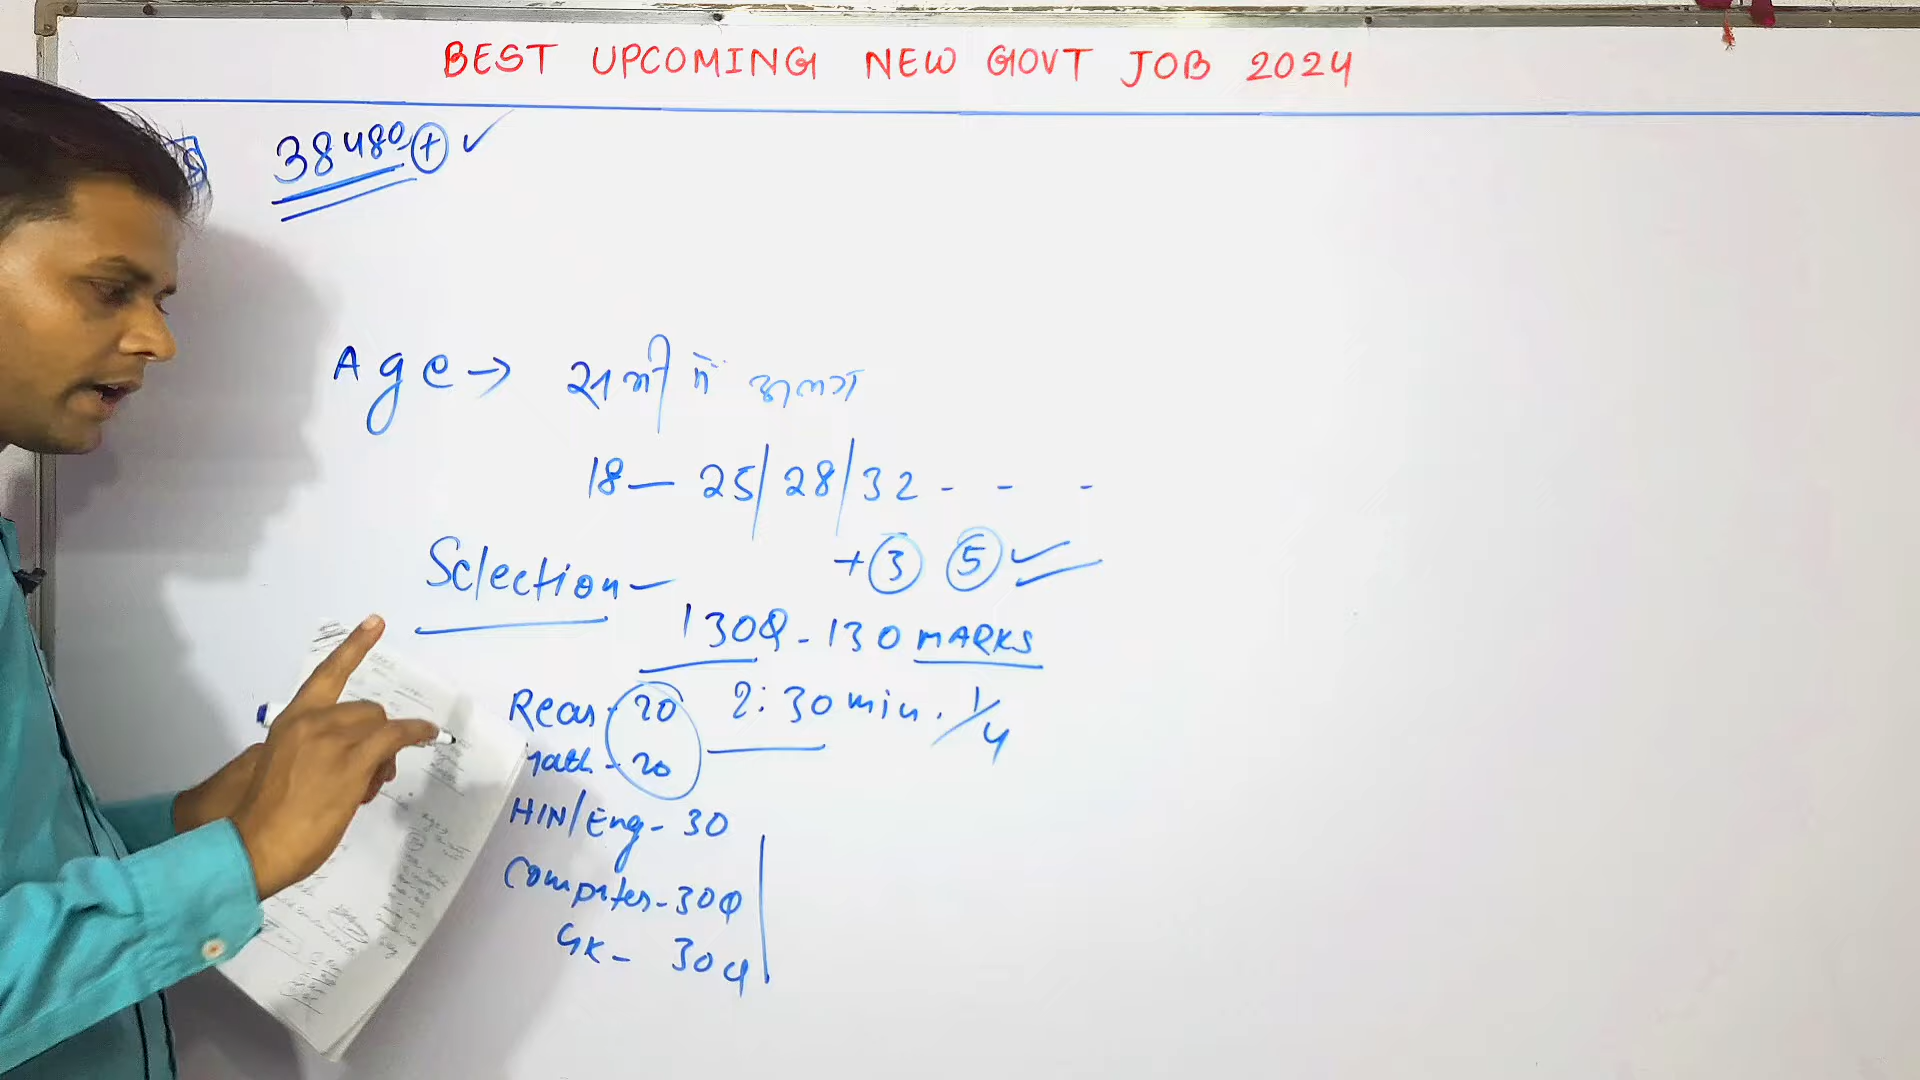 BEST UPCOMING NEW GOVT JOB 2024
38480 + ✓
Age → सभी में अलग
18 — 25/28/32 - - -
+ 3 5 ✓
Selection —
130Q - 130 MARKS
Reas - 20 2:30 min. 1/4
Math - 20
HIN/Eng - 30
Computer - 30Q
GK - 30Q